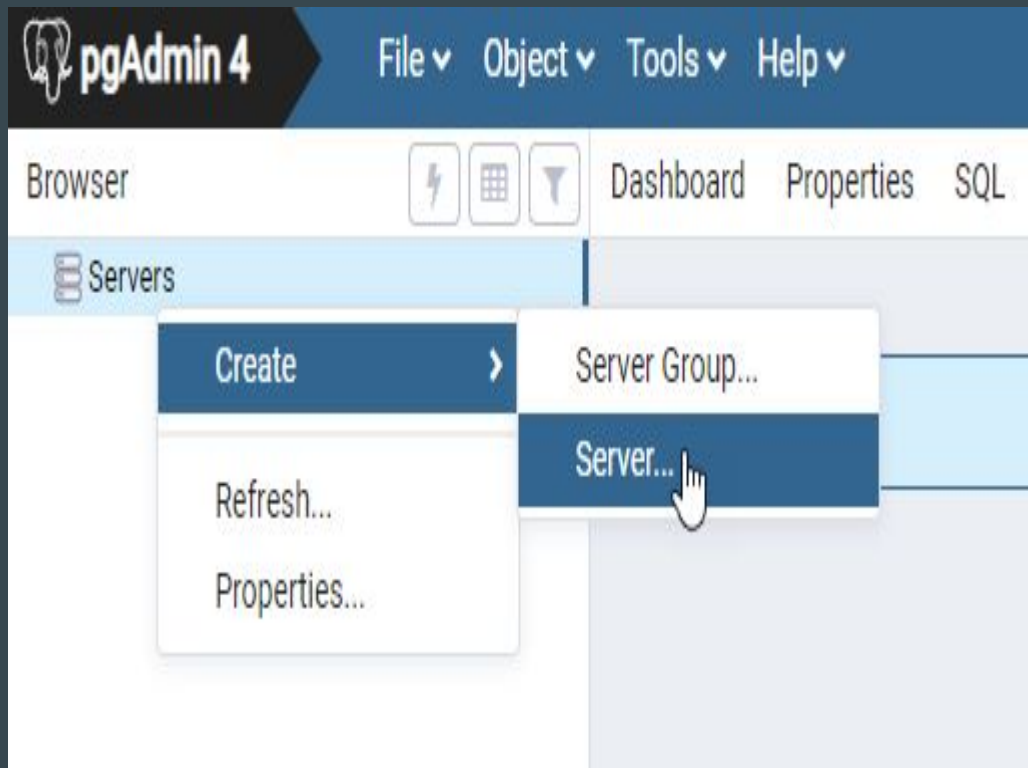 pgAdmin 4 File Object Tools Help
Browser Dashboard Properties SQL
Servers
Create Server Group...
Server...
Refresh...
Properties...